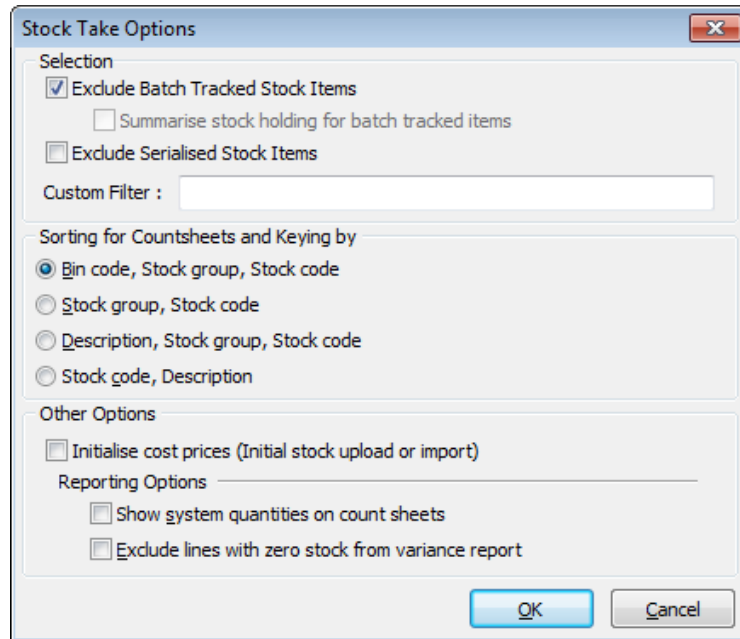 Stock Take Options
Selection
Exclude Batch Tracked Stock Items
Summarise stock holding for batch tracked items
Exclude Serialised Stock Items
Custom Filter :
Sorting for Countsheets and Keying by
Bin code, Stock group, Stock code
Stock group, Stock code
Description, Stock group, Stock code
Stock code, Description
Other Options
Initialise cost prices (Initial stock upload or import)
Reporting Options
Show system quantities on count sheets
Exclude lines with zero stock from variance report
OK Cancel